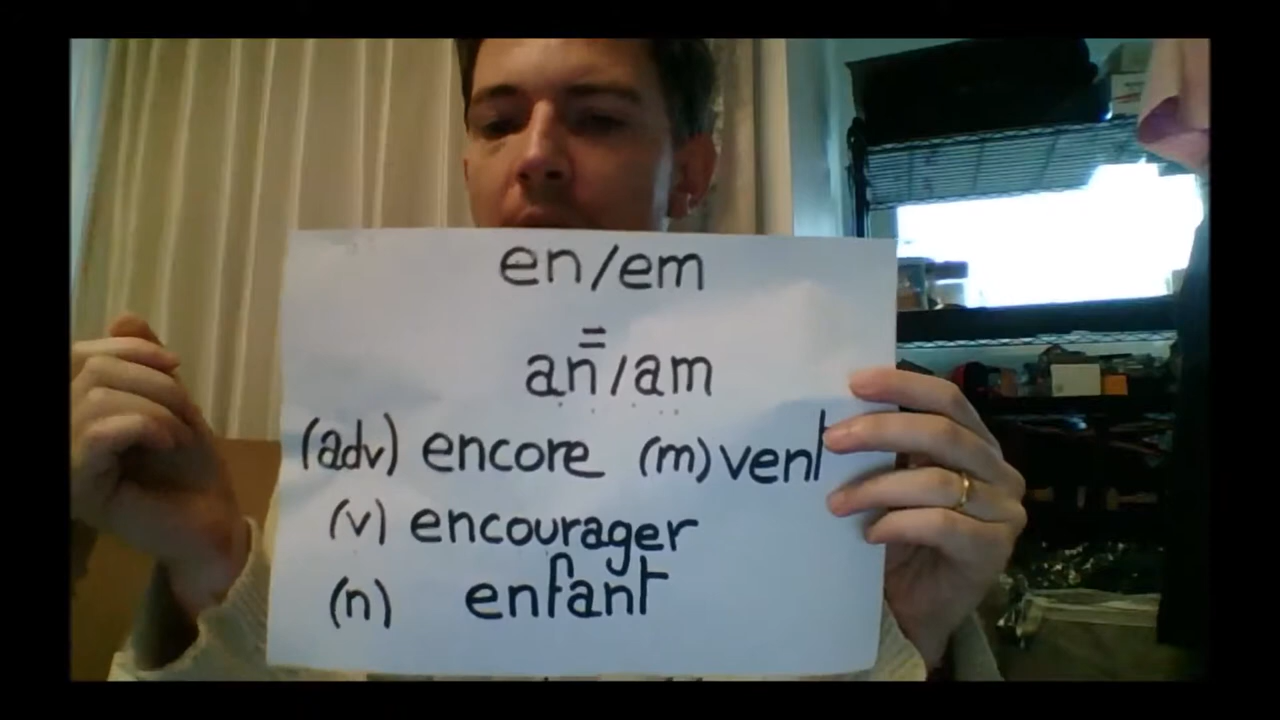 en/em
=
an/am
(adv) encore (m) vent
(v) encourager
(n) enfant